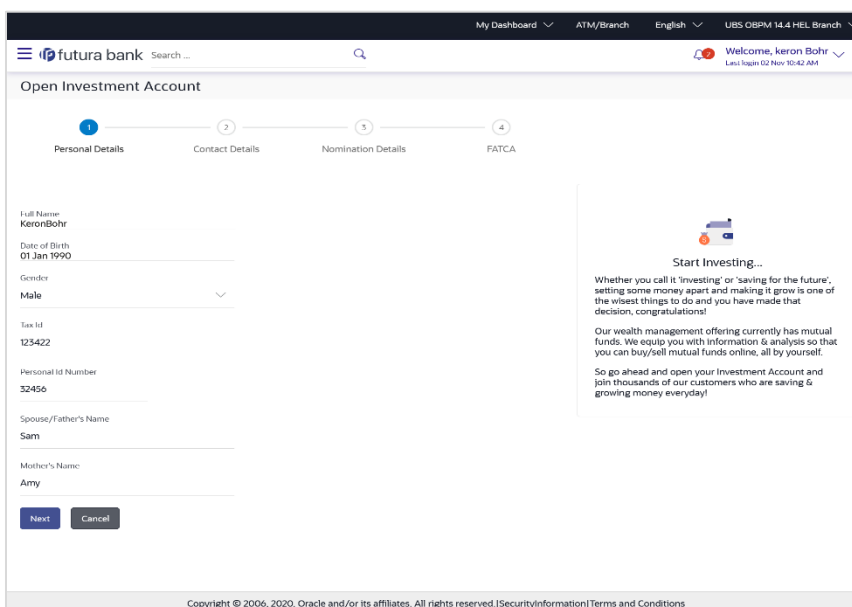 My Dashboard ATM/Branch English UBS OBPM 14.4 HEL Branch
futura bank Search ... 2 Welcome, keron Bohr
Last login 02 Nov 10:42 AM
Open Investment Account
1 2 3 4
Personal Details Contact Details Nomination Details FATCA
Full Name
KeronBohr
Date of Birth
01 Jan 1990
Gender
Male
Tax Id
123422
Personal Id Number
32456
Spouse/Father's Name
Sam
Mother's Name
Amy
Next Cancel
Start Investing...
Whether you call it 'investing' or 'saving for the future',
setting some money apart and making it grow is one of
the wisest things to do and you have made that
decision, congratulations!
Our wealth management offering currently has mutual
funds. We equip you with information & analysis so that
you can buy/sell mutual funds online, all by yourself.
So go ahead and open your Investment Account and
join thousands of our customers who are saving &
growing money everyday!
Copyright © 2006, 2020, Oracle and/or its affiliates. All rights reserved.|SecurityInformation|Terms and Conditions